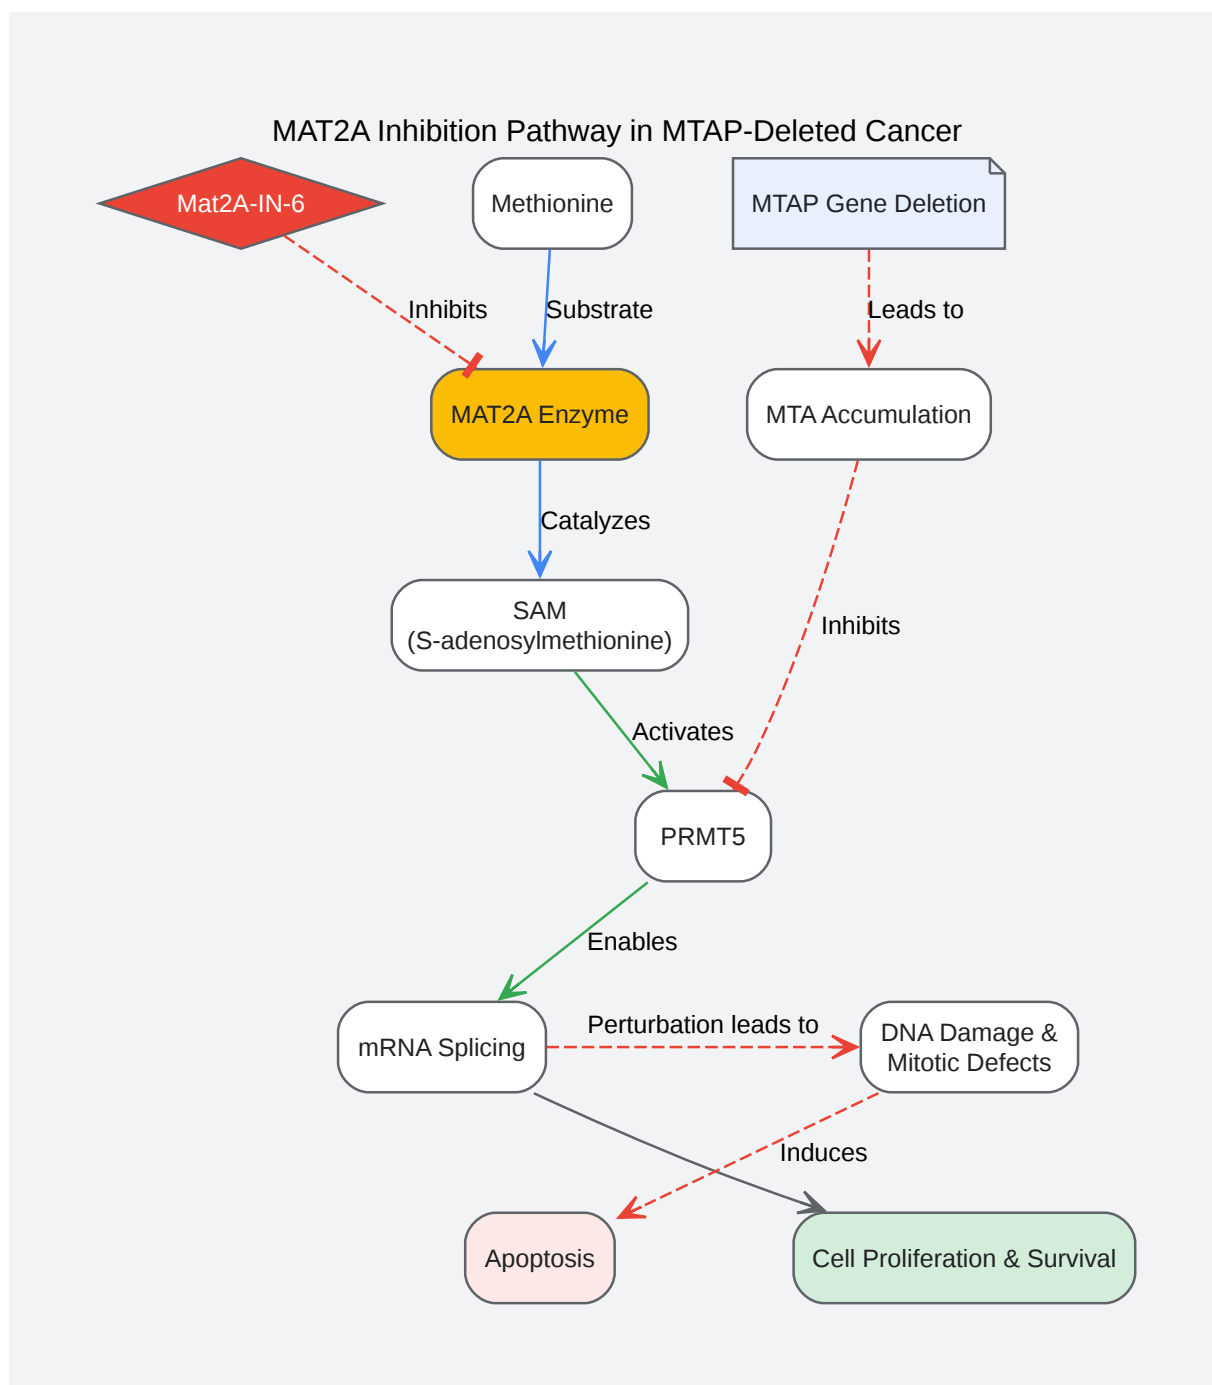 MAT2A Inhibition Pathway in MTAP-Deleted Cancer
Mat2A-IN-6
Methionine
MTAP Gene Deletion
Inhibits
Substrate
Leads to
MAT2A Enzyme
MTA Accumulation
Catalyzes
SAM
(S-adenosylmethionine)
Inhibits
Activates
PRMT5
Enables
mRNA Splicing
Perturbation leads to
DNA Damage &
Mitotic Defects
Induces
Apoptosis
Cell Proliferation & Survival